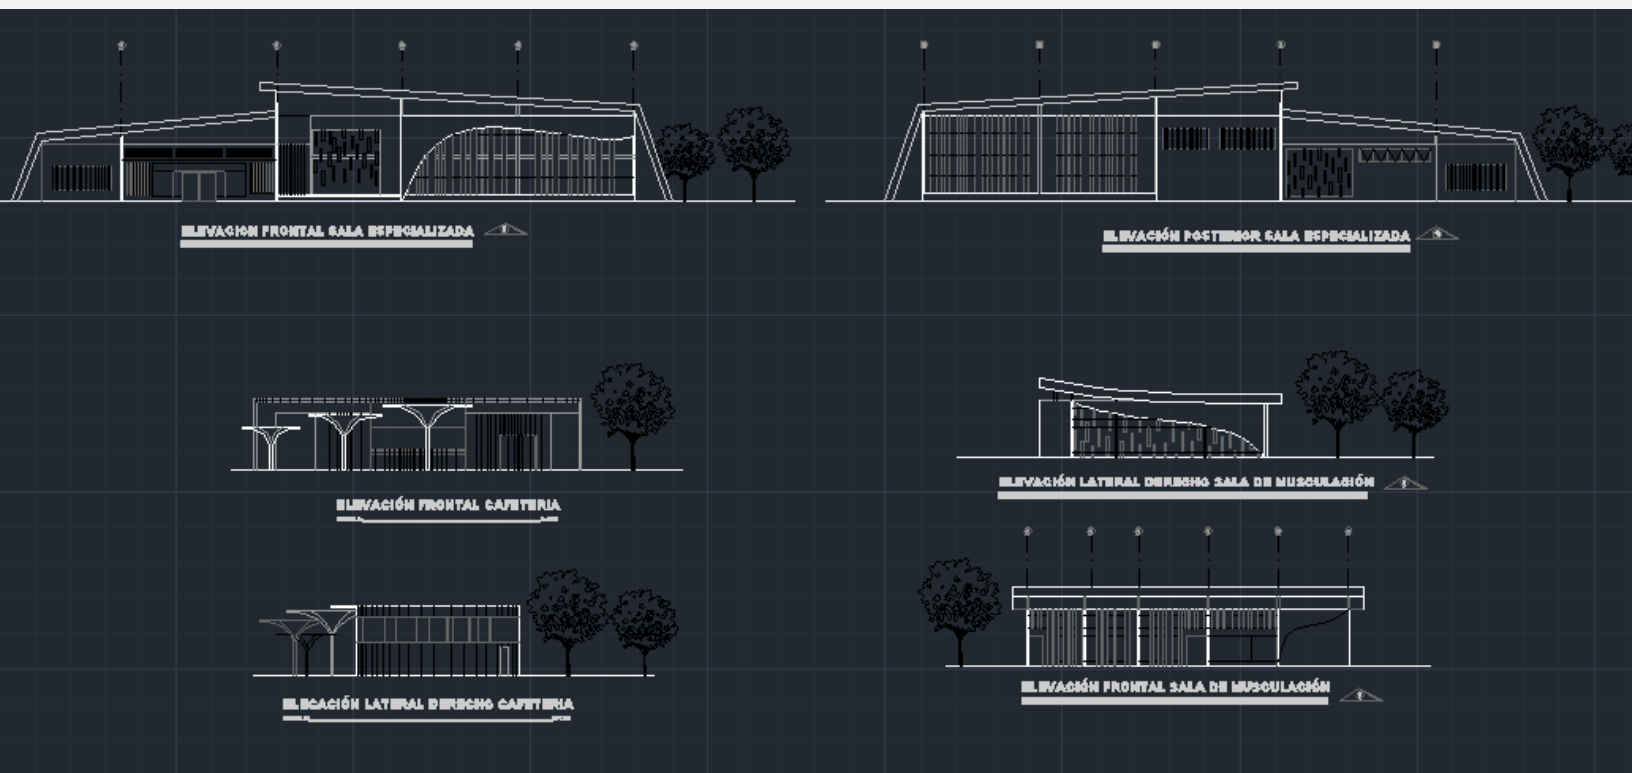 ELEVACION FRONTAL SALA ESPECIALIZADA
ELEVACIÓN POSTERIOR SALA ESPECIALIZADA
ELEVACIÓN FRONTAL CAFETERIA
ELEVACIÓN LATERAL DERECHO SALA DE MUSCULACIÓN
ELECACIÓN LATERAL DERECHO CAFETERIA
ELEVACIÓN FRONTAL SALA DE MUSCULACIÓN